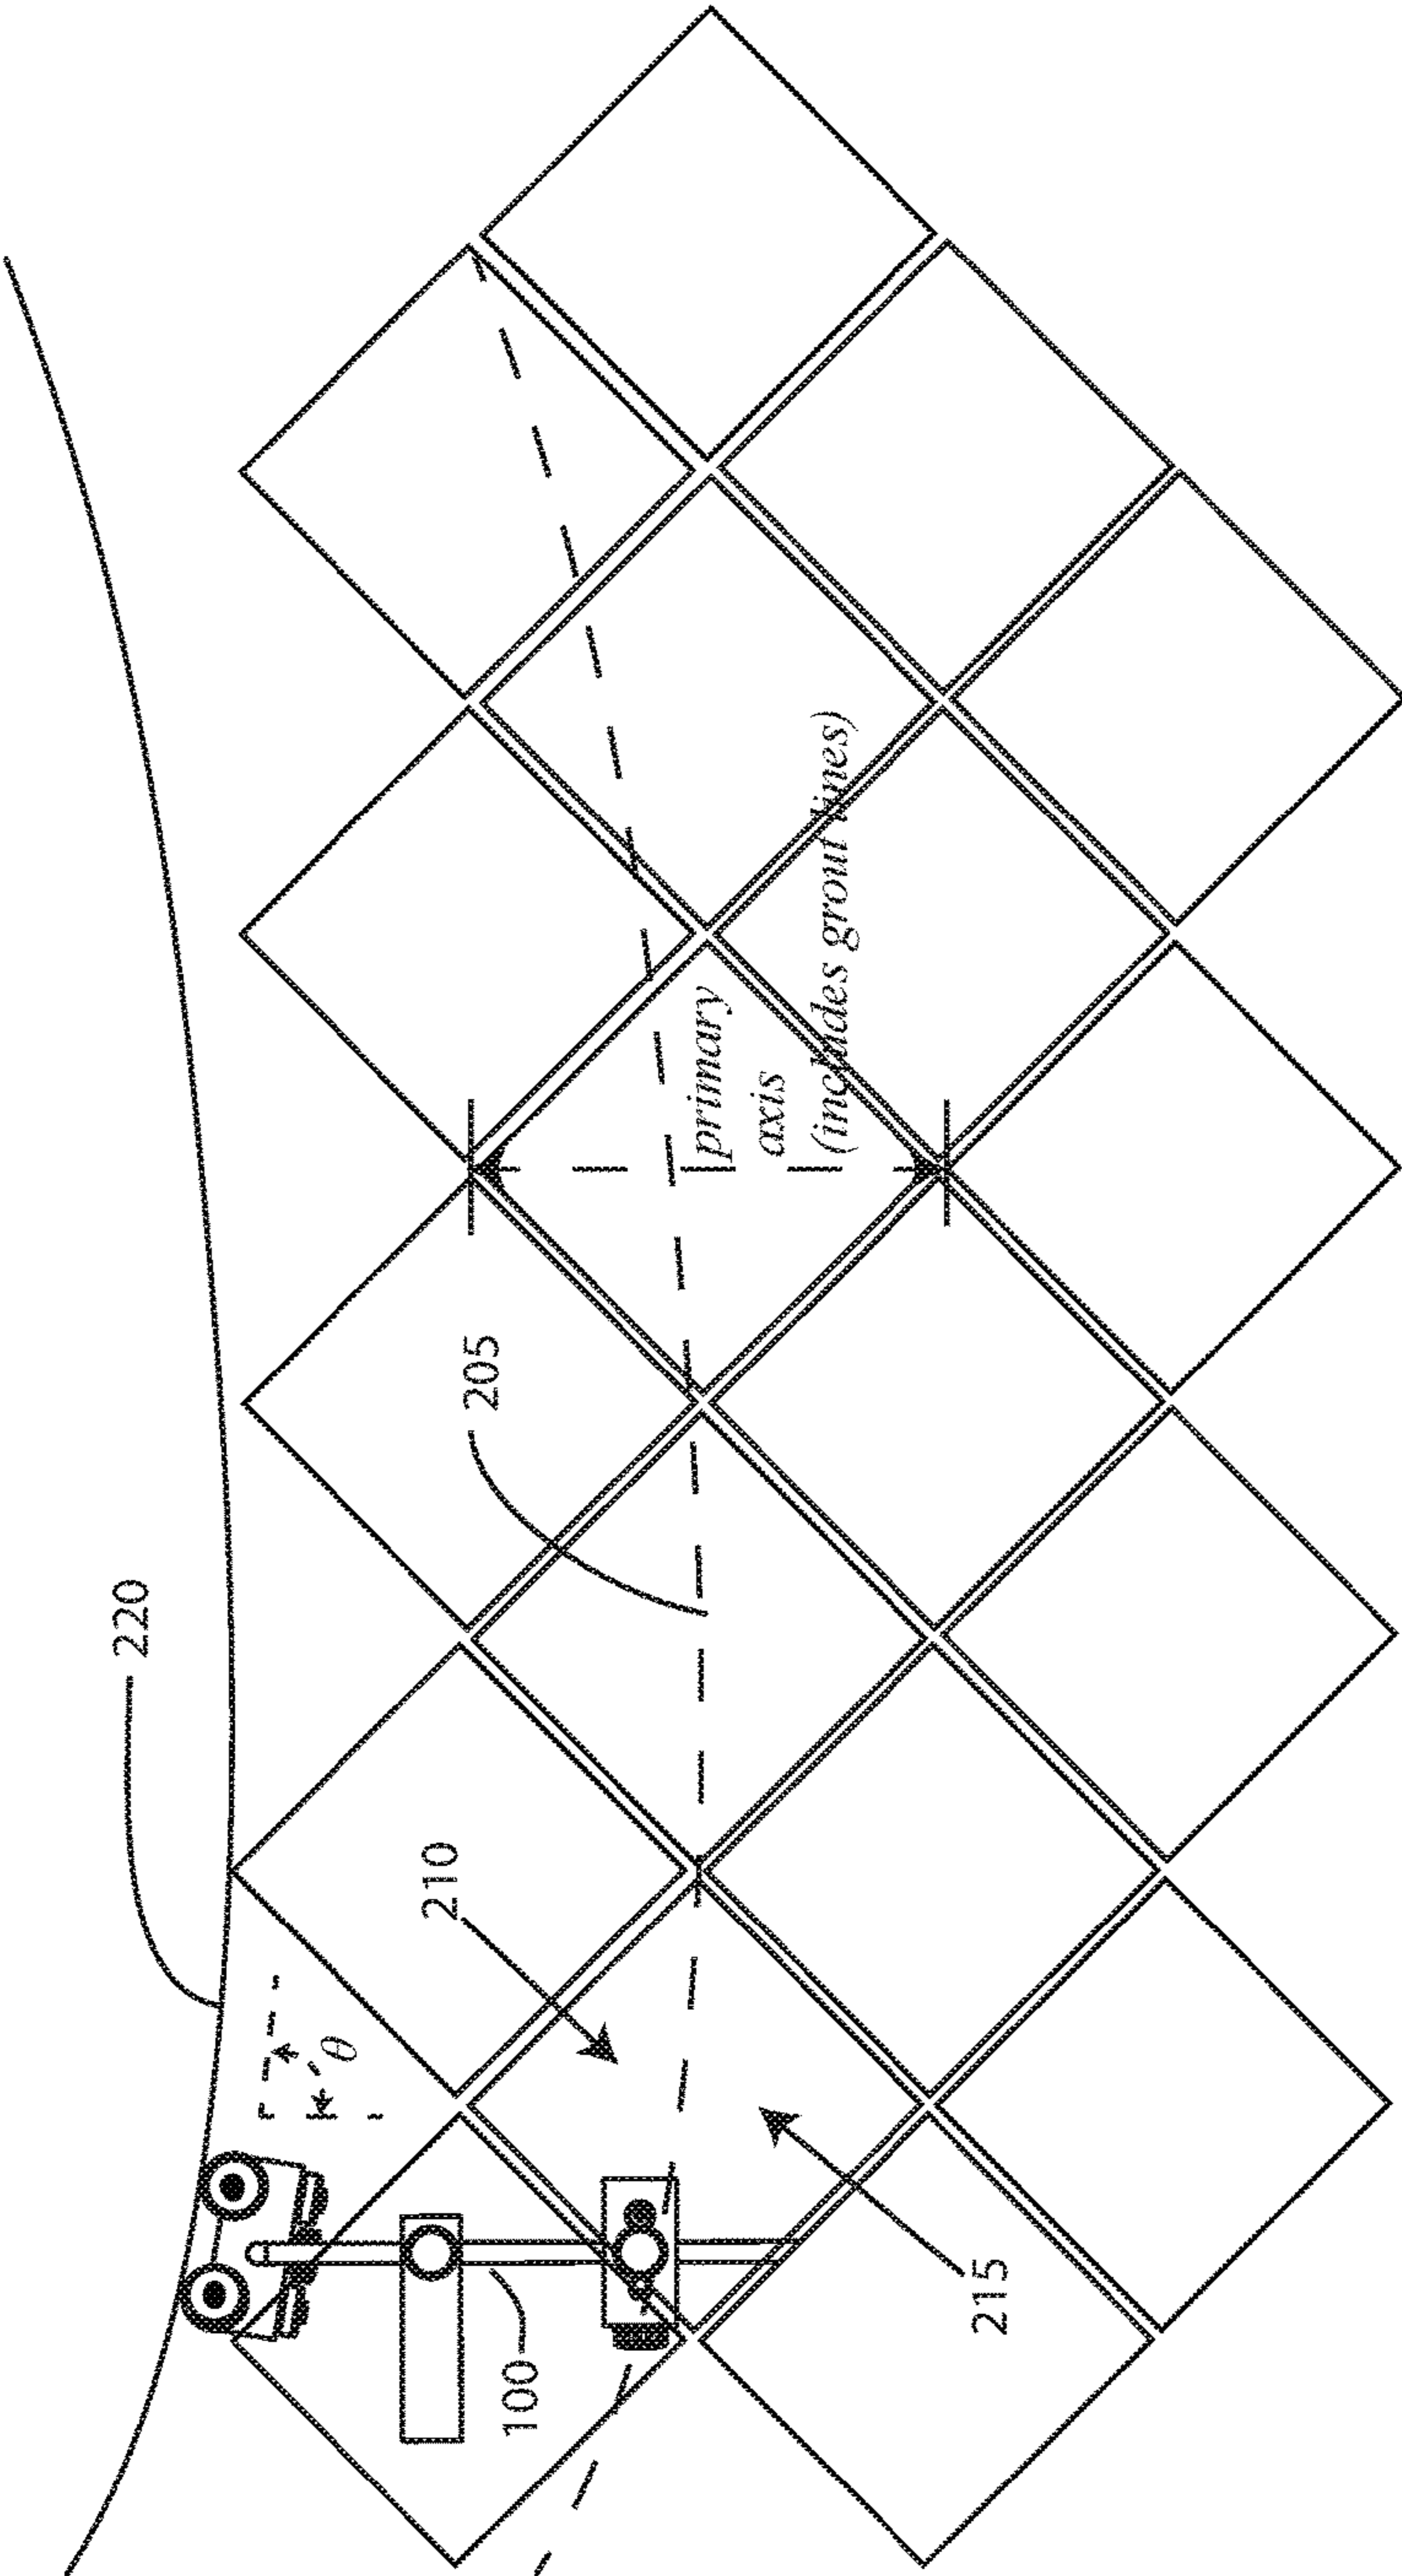 220
205
210
θ
100
215
primary
axis
(includes grout lines)